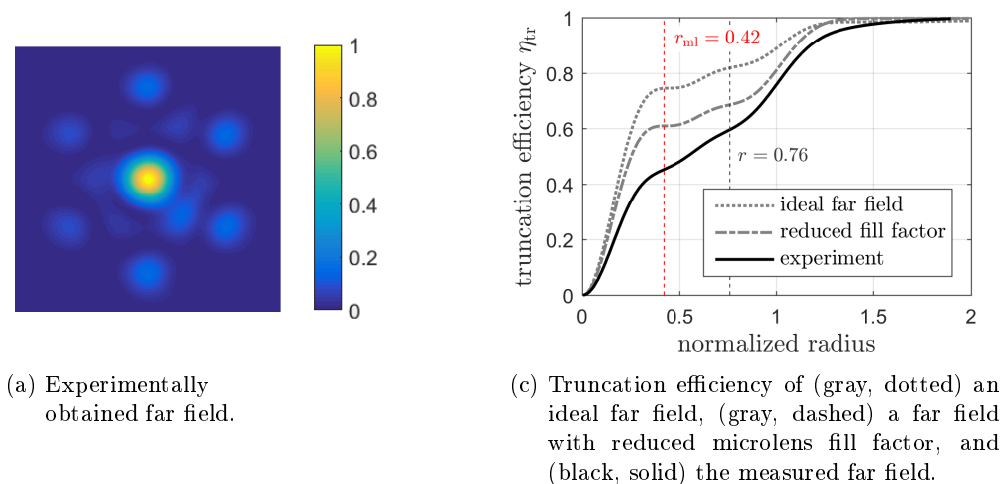 1
0.8
0.6
0.4
0.2
0
(a) Experimentally
obtained far field.
truncation efficiency ηtr
1
0.8
0.6
0.4
0.2
0
rml = 0.42
r = 0.76
ideal far field
reduced fill factor
experiment
0 0.5 1 1.5 2
normalized radius
(c) Truncation efficiency of (gray, dotted) an
ideal far field, (gray, dashed) a far field
with reduced microlens fill factor, and
(black, solid) the measured far field.